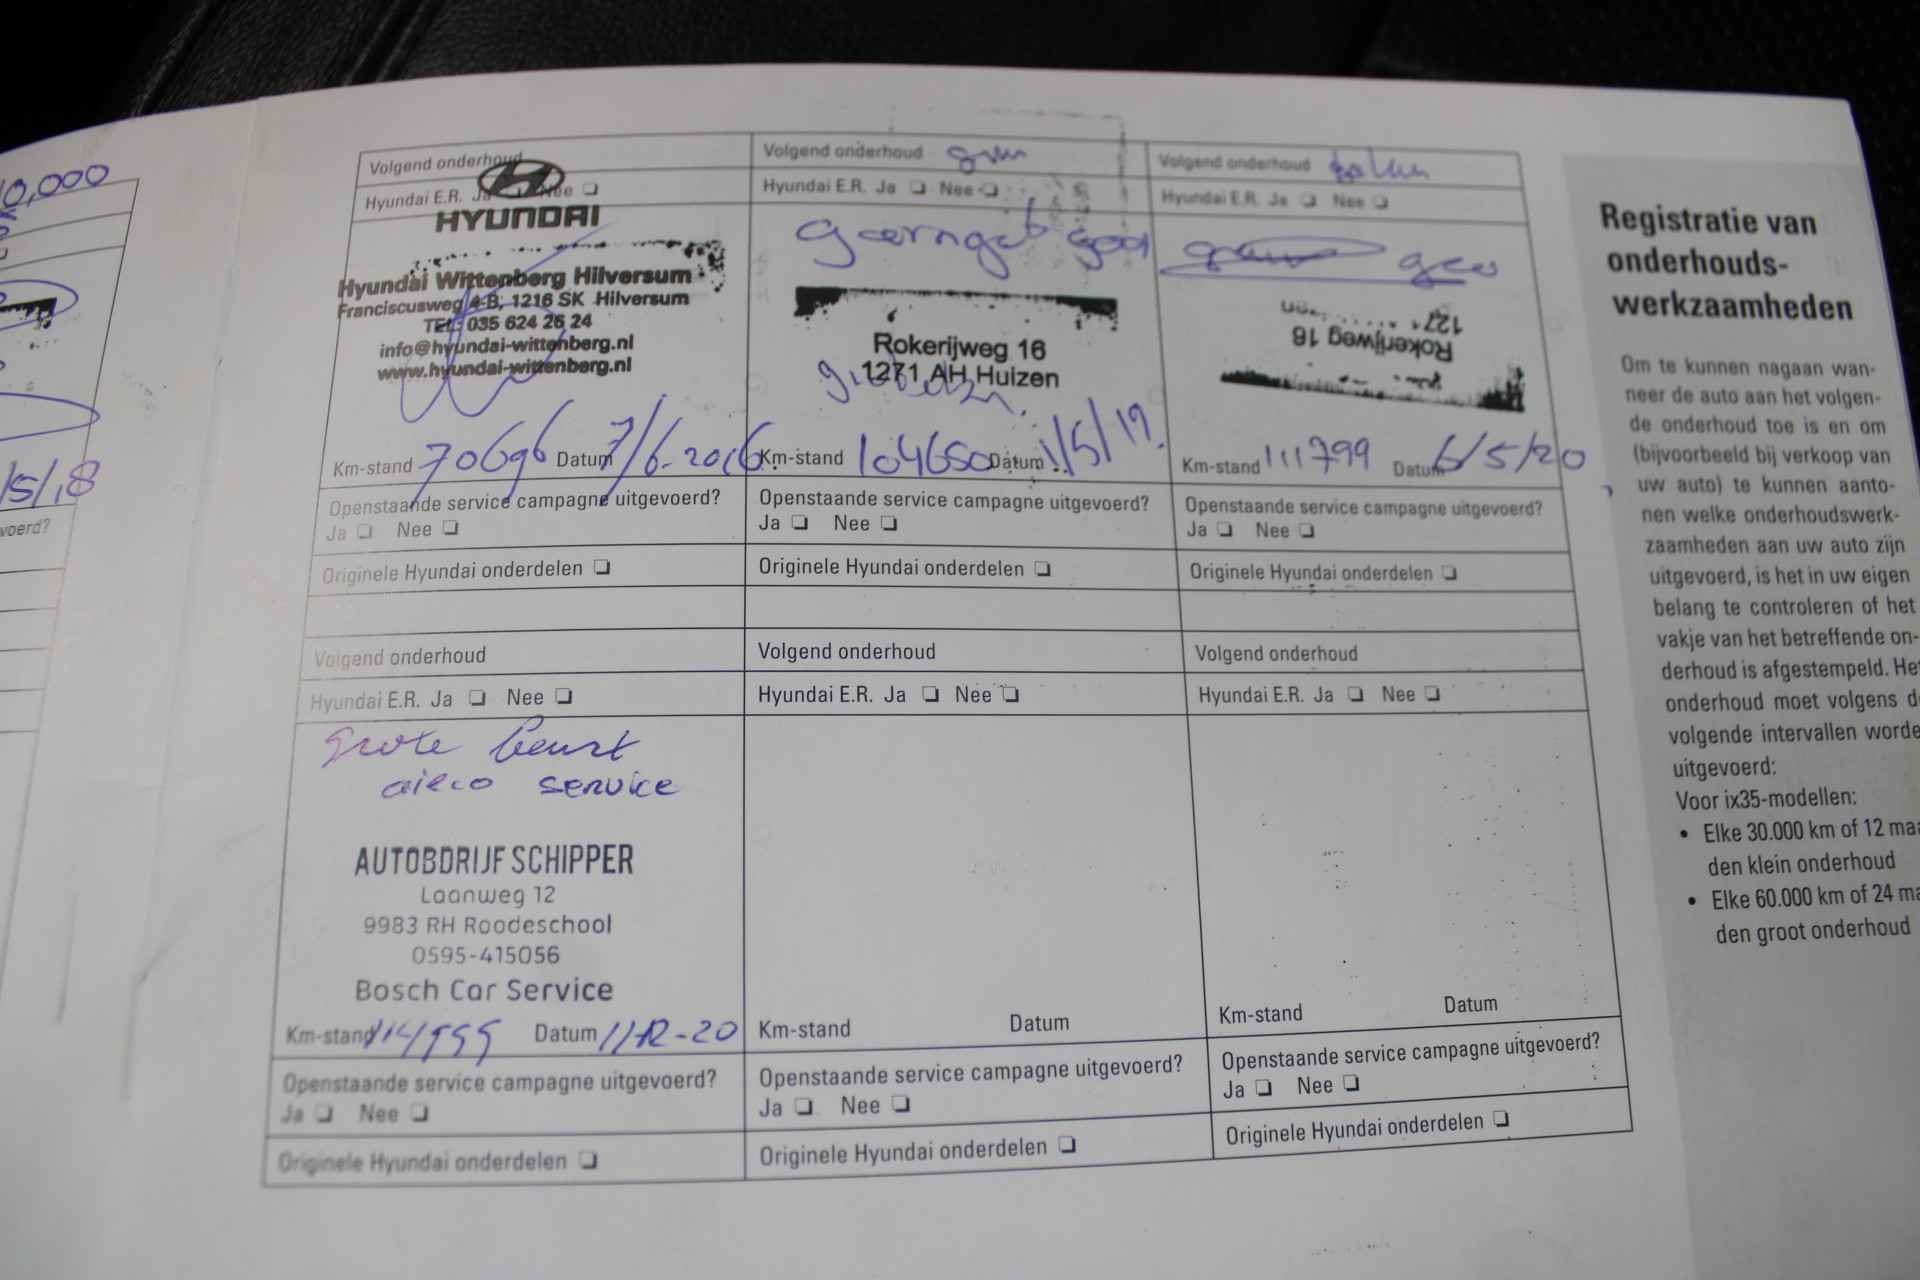 0,000
/5/18
voerd?
Volgend onderhoud
Hyundai E.R. Ja Nee
HYUNDAI
Hyundai Wittenberg Hilversum
Franciscusweg 4-B, 1216 SK Hilversum
TEL. 035 624 26 24
info@hyundai-wittenberg.nl
www.hyundai-wittenberg.nl
Km-stand 70696 Datum 7/6-2016
Openstaande service campagne uitgevoerd?
Ja Nee
Originele Hyundai onderdelen
Volgend onderhoud
Hyundai E.R. Ja Nee
Rokerijweg 16
1271 AH Huizen
Km-stand 104650 Datum 1/5/19
Openstaande service campagne uitgevoerd?
Ja Nee
Originele Hyundai onderdelen
Volgend onderhoud
Hyundai E.R. Ja Nee
1271
Rokerijweg 16
Km-stand 111799 Datum 6/5/20
Openstaande service campagne uitgevoerd?
Ja Nee
Originele Hyundai onderdelen
Volgend onderhoud
Hyundai E.R. Ja Nee
grote beurt
airco service
AUTOBDRIJF SCHIPPER
Laanweg 12
9983 RH Roodeschool
0595-415056
Bosch Car Service
Km-stand Datum 11-12-20
Openstaande service campagne uitgevoerd?
Ja Nee
Originele Hyundai onderdelen
Volgend onderhoud
Hyundai E.R. Ja Nee
Km-stand Datum
Openstaande service campagne uitgevoerd?
Ja Nee
Originele Hyundai onderdelen
Volgend onderhoud
Hyundai E.R. Ja Nee
Km-stand Datum
Openstaande service campagne uitgevoerd?
Ja Nee
Originele Hyundai onderdelen
Registratie van
onderhouds-
werkzaamheden
Om te kunnen nagaan wan-
neer de auto aan het volgen-
de onderhoud toe is en om
(bijvoorbeeld bij verkoop van
uw auto) te kunnen aanto-
nen welke onderhoudswerk-
zaamheden aan uw auto zijn
uitgevoerd, is het in uw eigen
belang te controleren of het
vakje van het betreffende on-
derhoud is afgestempeld. Het
onderhoud moet volgens d
volgende intervallen worde
uitgevoerd:
Voor ix35-modellen:
• Elke 30.000 km of 12 maa
den klein onderhoud
• Elke 60.000 km of 24 ma
den groot onderhoud